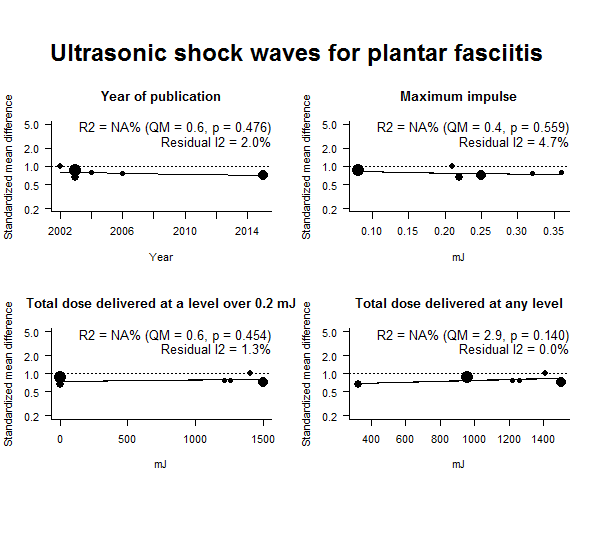 Ultrasonic shock waves for plantar fasciitis
Year of publication
Standardized mean difference
5.0
2.0
1.0
0.5
0.2
R2 = NA% (QM = 0.6, p = 0.476)
Residual I2 = 2.0%
2002 2006 2010 2014
Year
Maximum impulse
Standardized mean difference
5.0
2.0
1.0
0.5
0.2
R2 = NA% (QM = 0.4, p = 0.559)
Residual I2 = 4.7%
0.10 0.15 0.20 0.25 0.30 0.35
mJ
Total dose delivered at a level over 0.2 mJ
Standardized mean difference
5.0
2.0
1.0
0.5
0.2
R2 = NA% (QM = 0.6, p = 0.454)
Residual I2 = 1.3%
0 500 1000 1500
mJ
Total dose delivered at any level
Standardized mean difference
5.0
2.0
1.0
0.5
0.2
R2 = NA% (QM = 2.9, p = 0.140)
Residual I2 = 0.0%
400 600 800 1000 1200 1400
mJ